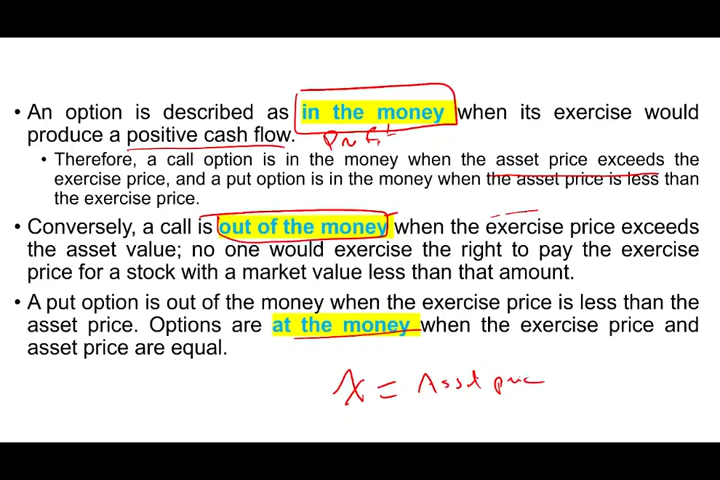 • An option is described as in the money when its exercise would
produce a positive cash flow.
Profit
• Therefore, a call option is in the money when the asset price exceeds the
exercise price, and a put option is in the money when the asset price is less than
the exercise price.
• Conversely, a call is out of the money when the exercise price exceeds
the asset value; no one would exercise the right to pay the exercise
price for a stock with a market value less than that amount.
• A put option is out of the money when the exercise price is less than the
asset price. Options are at the money when the exercise price and
asset price are equal.
X = Asset price